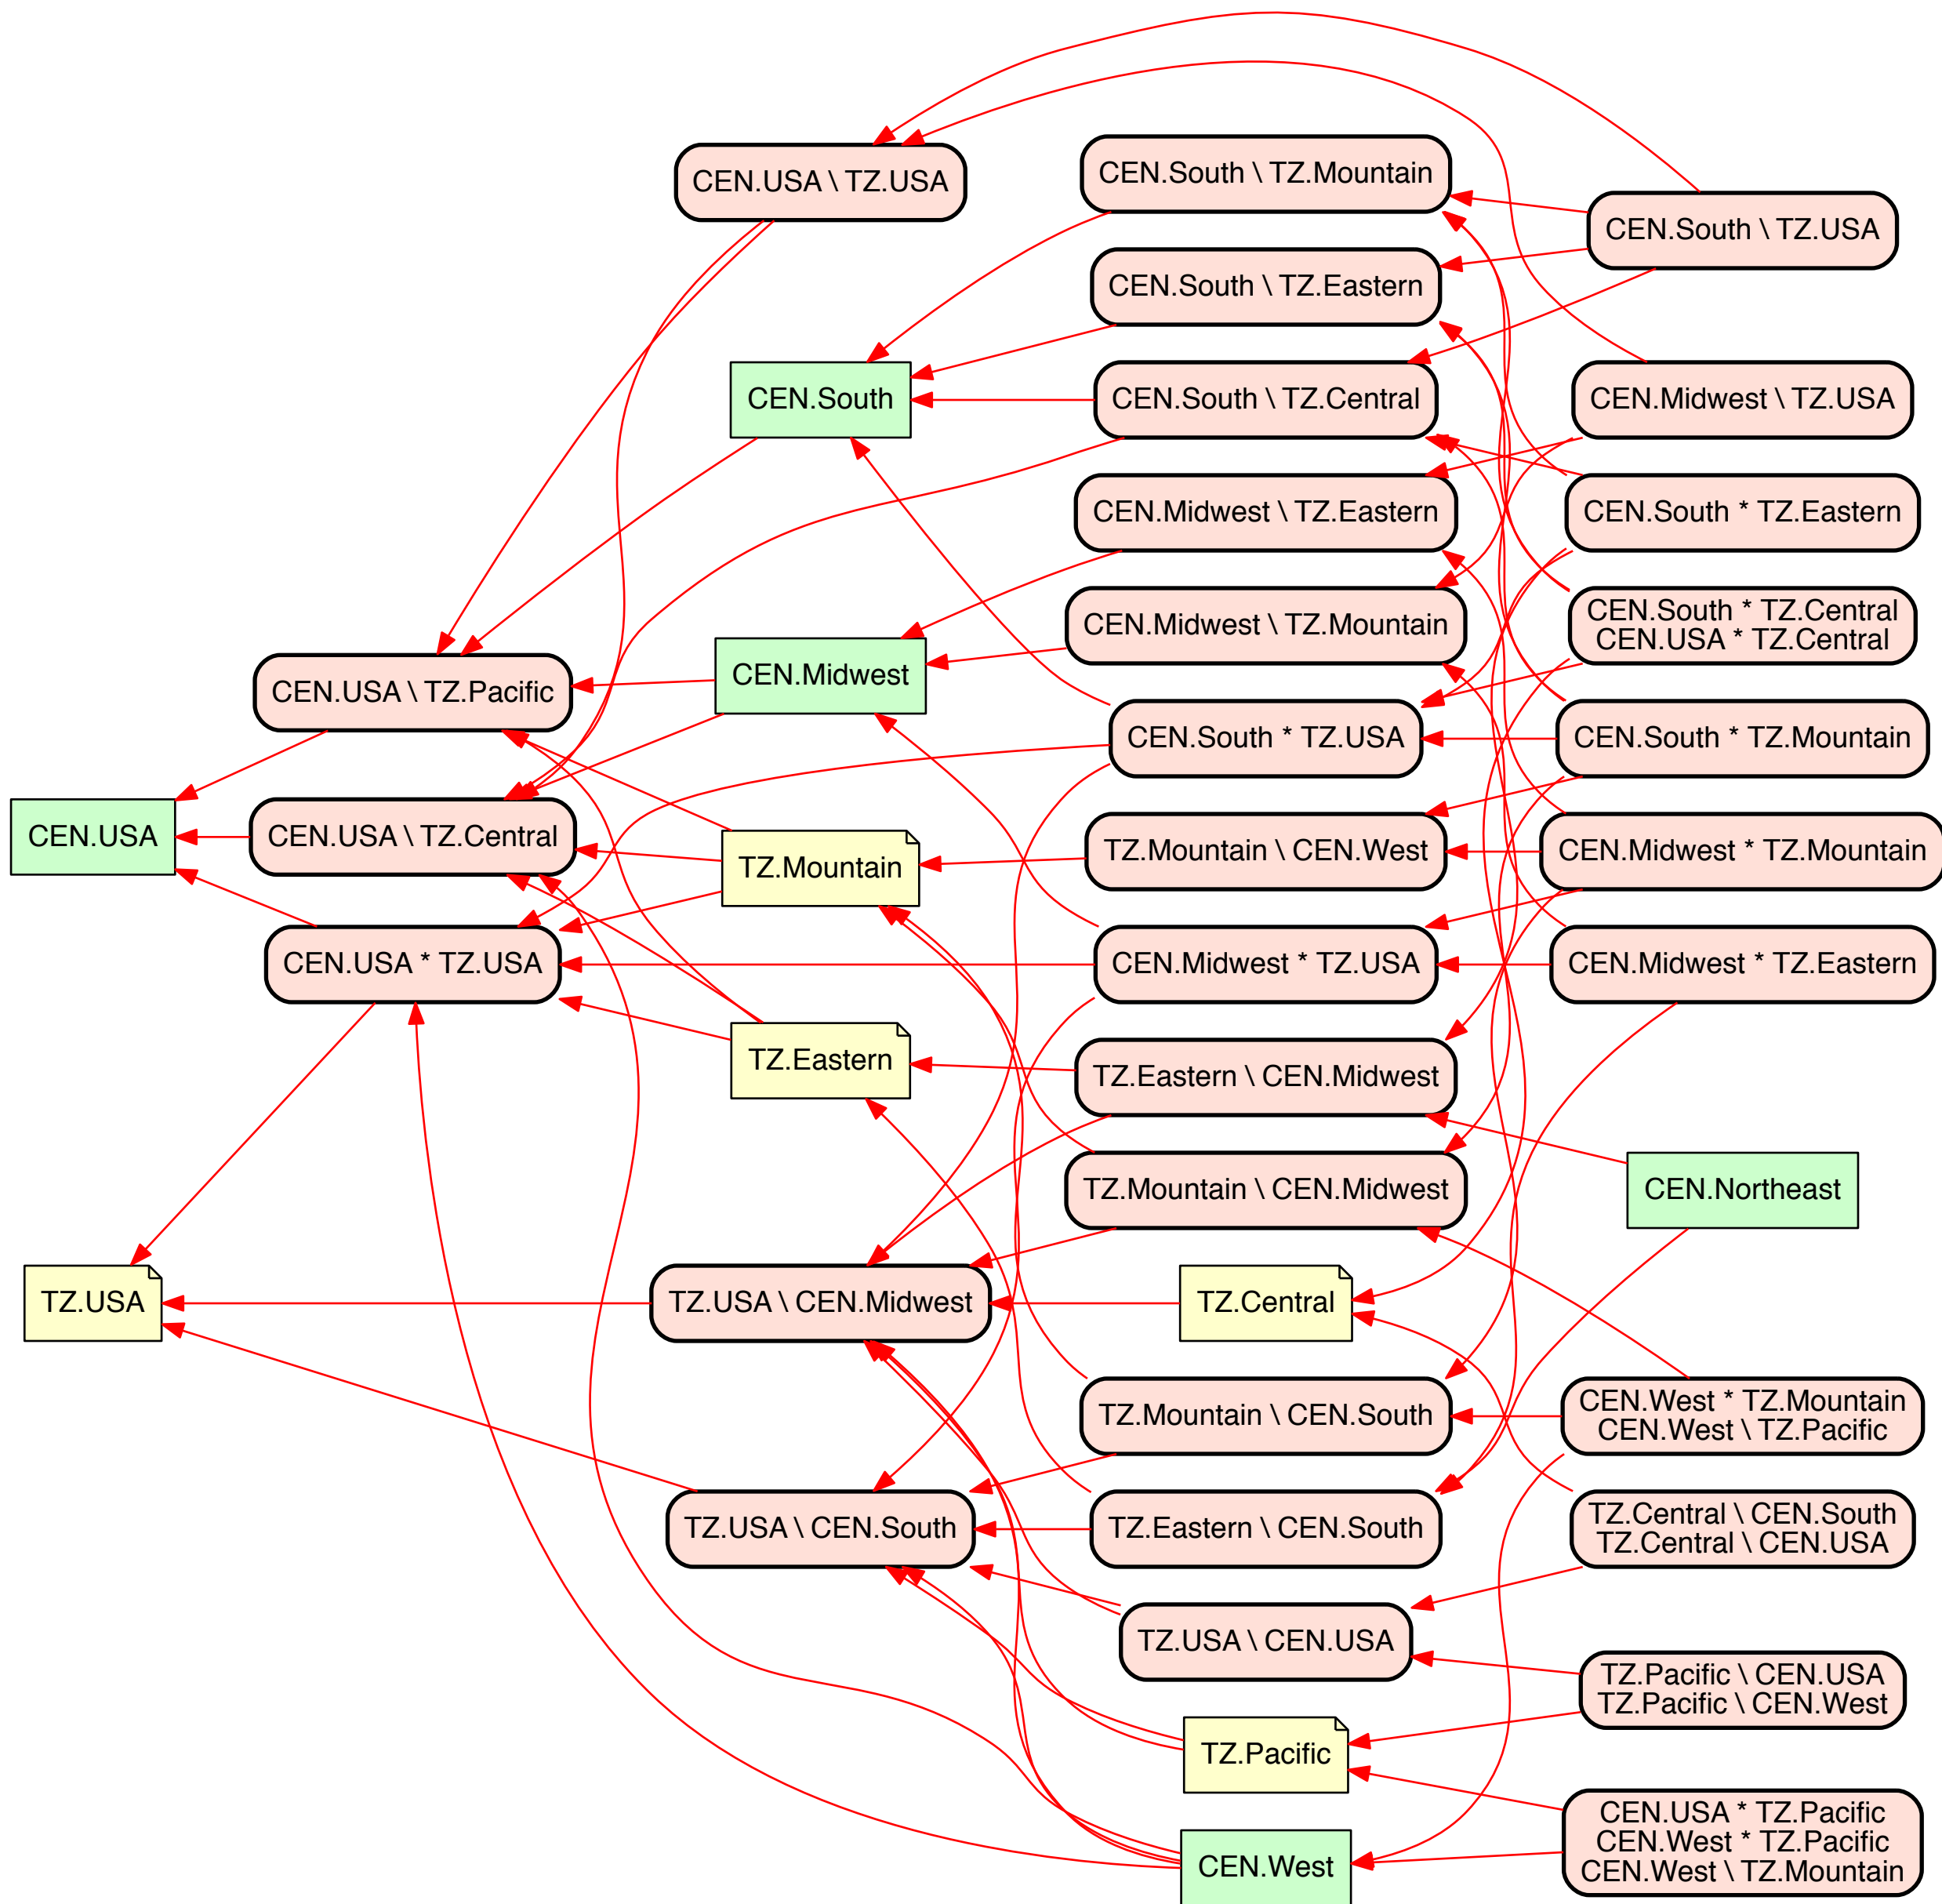 CEN.USA \ TZ.USA
CEN.South \ TZ.Mountain
CEN.South \ TZ.USA
CEN.South \ TZ.Eastern
CEN.South
CEN.South \ TZ.Central
CEN.Midwest \ TZ.USA
CEN.Midwest \ TZ.Eastern
CEN.South * TZ.Eastern
CEN.Midwest \ TZ.Mountain
CEN.South * TZ.Central
CEN.USA * TZ.Central
CEN.USA \ TZ.Pacific
CEN.Midwest
CEN.South * TZ.USA
CEN.South * TZ.Mountain
CEN.USA
CEN.USA \ TZ.Central
TZ.Mountain
TZ.Mountain \ CEN.West
CEN.Midwest * TZ.Mountain
CEN.USA * TZ.USA
CEN.Midwest * TZ.USA
CEN.Midwest * TZ.Eastern
TZ.Eastern
TZ.Eastern \ CEN.Midwest
TZ.Mountain \ CEN.Midwest
CEN.Northeast
TZ.USA
TZ.USA \ CEN.Midwest
TZ.Central
TZ.Mountain \ CEN.South
CEN.West * TZ.Mountain
CEN.West \ TZ.Pacific
TZ.USA \ CEN.South
TZ.Eastern \ CEN.South
TZ.Central \ CEN.South
TZ.Central \ CEN.USA
TZ.USA \ CEN.USA
TZ.Pacific \ CEN.USA
TZ.Pacific \ CEN.West
TZ.Pacific
CEN.West
CEN.USA * TZ.Pacific
CEN.West * TZ.Pacific
CEN.West \ TZ.Mountain